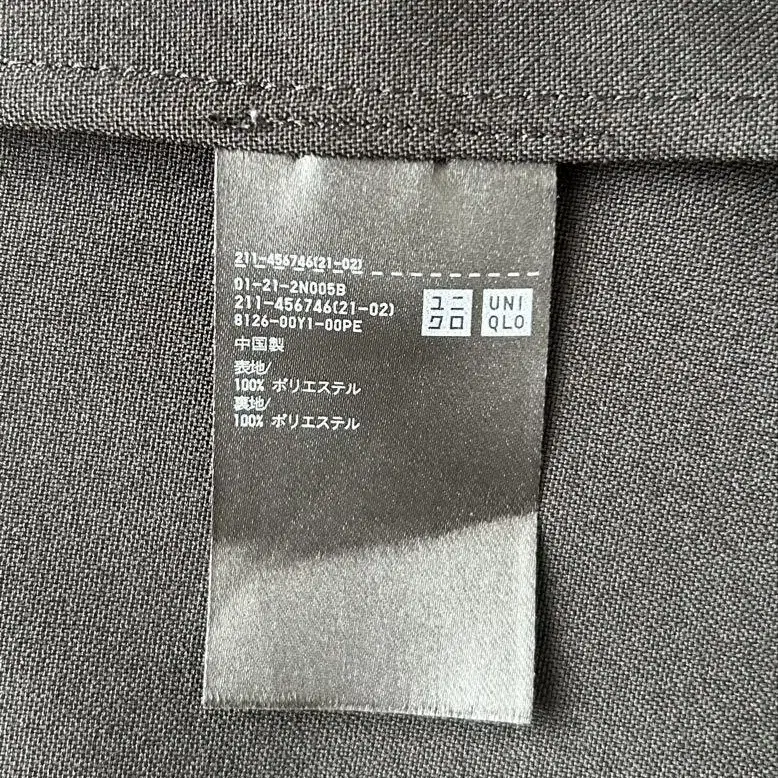 211-456746(21-02)
01-21-2N005B
211-456746(21-02)
8126-00Y1-00PE
ユニ
クロ
UNI
QLO
中国製
表地/
100% ポリエステル
裏地/
100% ポリエステル